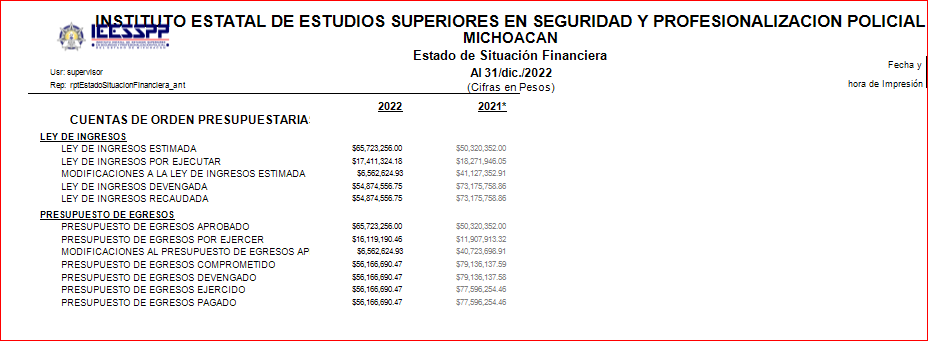 INSTITUTO ESTATAL DE ESTUDIOS SUPERIORES EN SEGURIDAD Y PROFESIONALIZACION POLICIAL
MICHOACAN
IEESSPP
Estado de Situación Financiera
Usr: supervisor
Al 31/dic./2022
Fecha y
Rep: rptEstadoSituacionFinanciera_ant
(Cifras en Pesos)
hora de Impresión
2022 2021*
CUENTAS DE ORDEN PRESUPUESTARIA
LEY DE INGRESOS
LEY DE INGRESOS ESTIMADA $65,723,256.00 $50,320,352.00
LEY DE INGRESOS POR EJECUTAR $17,411,324.18 $18,271,946.05
MODIFICACIONES A LA LEY DE INGRESOS ESTIMADA $6,562,624.93 $41,127,352.91
LEY DE INGRESOS DEVENGADA $54,874,556.75 $73,175,758.86
LEY DE INGRESOS RECAUDADA $54,874,556.75 $73,175,758.86
PRESUPUESTO DE EGRESOS
PRESUPUESTO DE EGRESOS APROBADO $65,723,256.00 $50,320,352.00
PRESUPUESTO DE EGRESOS POR EJERCER $16,119,190.46 $11,907,913.32
MODIFICACIONES AL PRESUPUESTO DE EGRESOS AP $6,562,624.93 $40,723,698.91
PRESUPUESTO DE EGRESOS COMPROMETIDO $56,166,690.47 $79,136,137.59
PRESUPUESTO DE EGRESOS DEVENGADO $56,166,690.47 $79,136,137.58
PRESUPUESTO DE EGRESOS EJERCIDO $56,166,690.47 $77,596,254.46
PRESUPUESTO DE EGRESOS PAGADO $56,166,690.47 $77,596,254.46